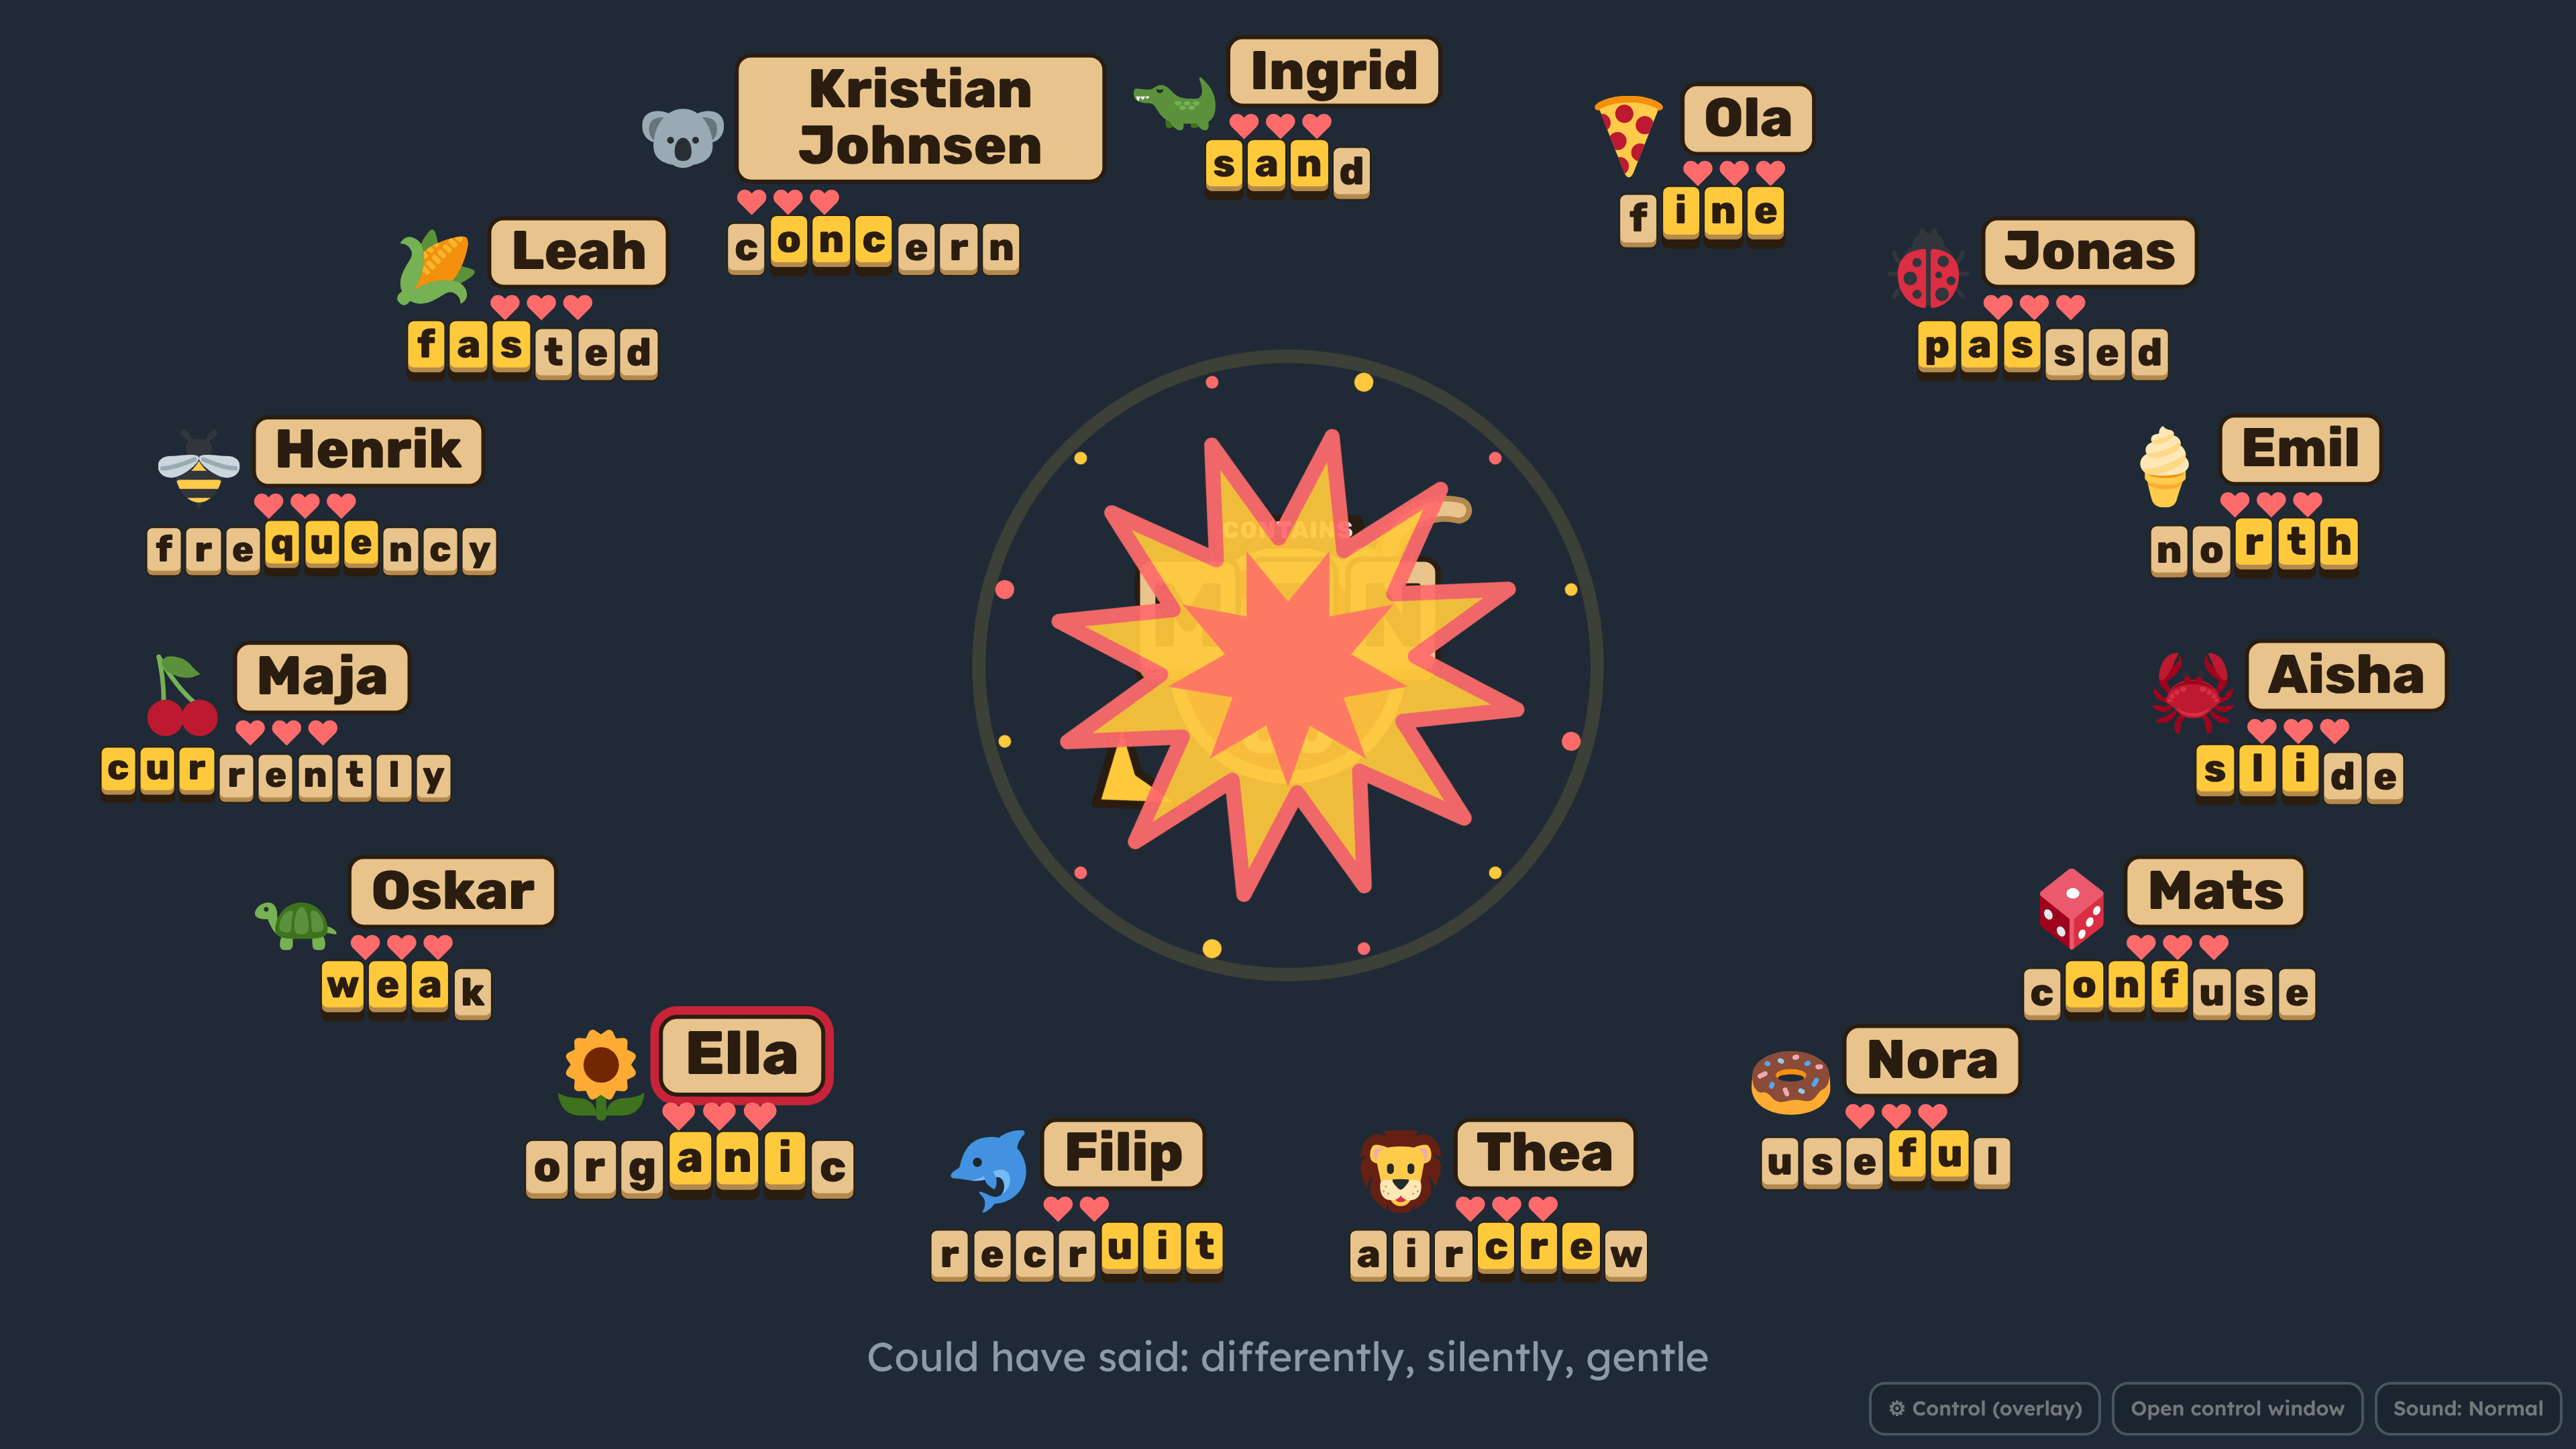 Kristian
Johnsen
concern
Ingrid
sand
Ola
fine
Leah
fasted
Jonas
passed
Henrik
frequency
Emil
north
CONTAINS
Maja
currently
Aisha
slide
Oskar
weak
Mats
confuse
Ella
organic
Nora
useful
Filip
recruit
Thea
aircrew
Could have said: differently, silently, gentle
⚙ Control (overlay)
Open control window
Sound: Normal